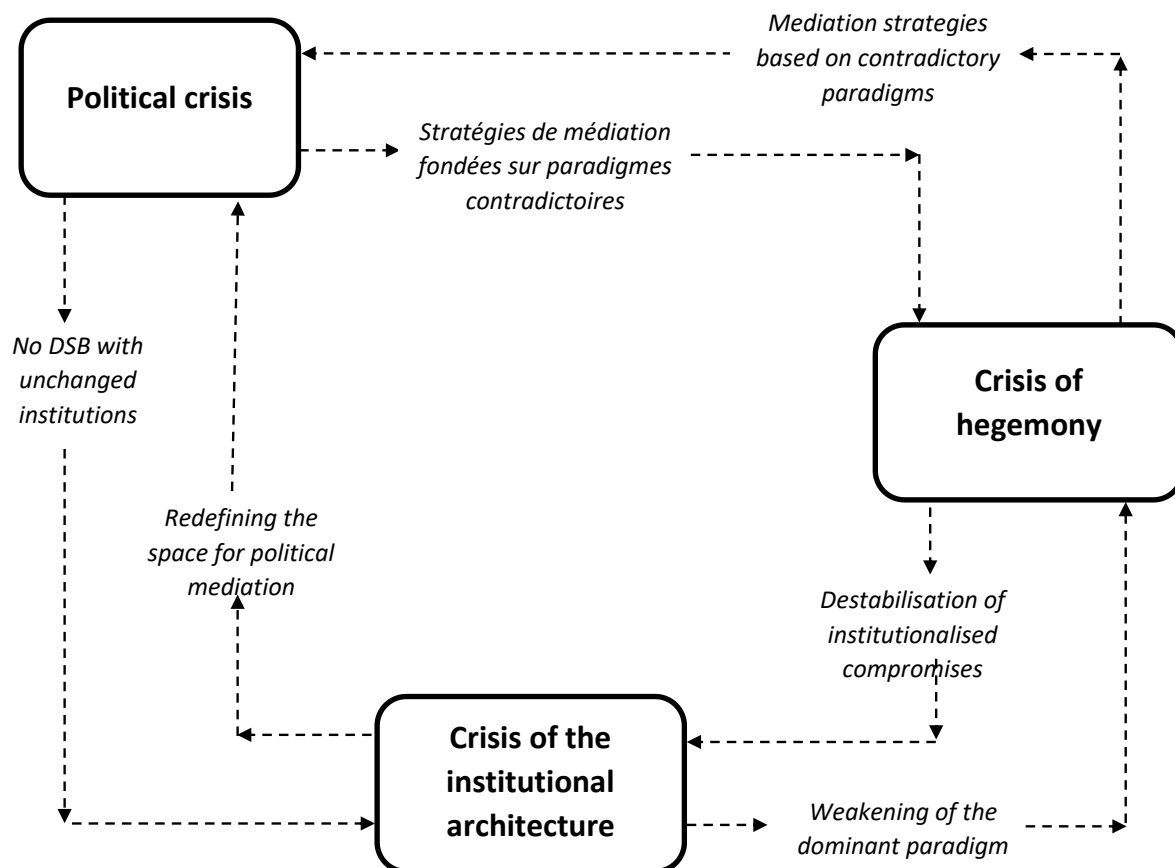 Mediation strategies
based on contradictory
paradigms
Political crisis
Stratégies de médiation
fondées sur paradigmes
contradictoires
No DSB with
unchanged
institutions
Crisis of
hegemony
Redefining the
space for political
mediation
Destabilisation of
institutionalised
compromises
Crisis of the
institutional
architecture
Weakening of the
dominant paradigm